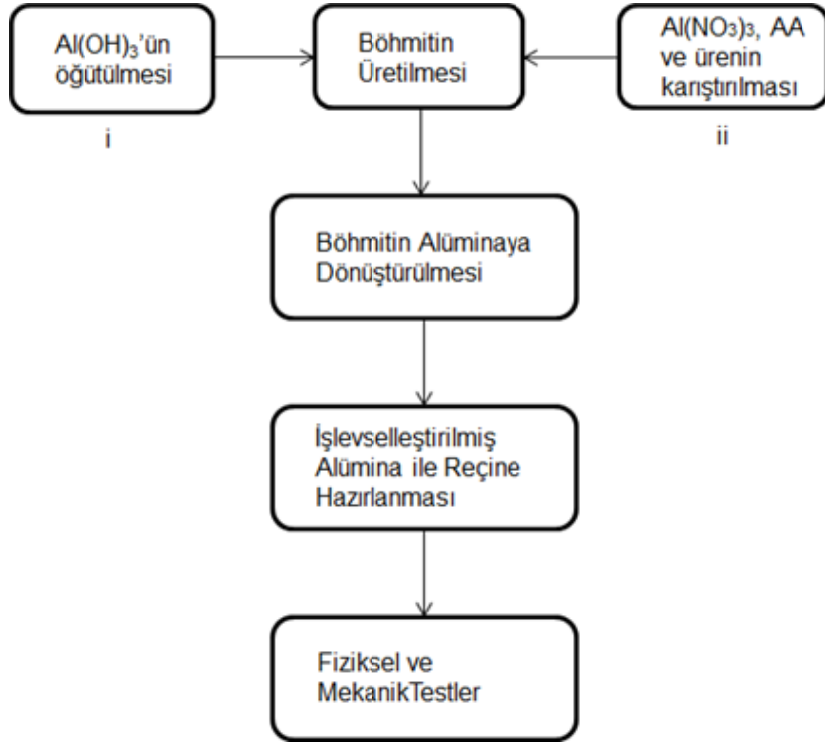 Al(OH)₃'ün
öğütülmesi
i
Böhmitin
Üretilmesi
Al(NO₃)₃, AA
ve ürenin
karıştırılması
ii
Böhmitin Alüminaya
Dönüştürülmesi
İşlevselleştirilmiş
Alümina ile Reçine
Hazırlanması
Fiziksel ve
MekanikTestler